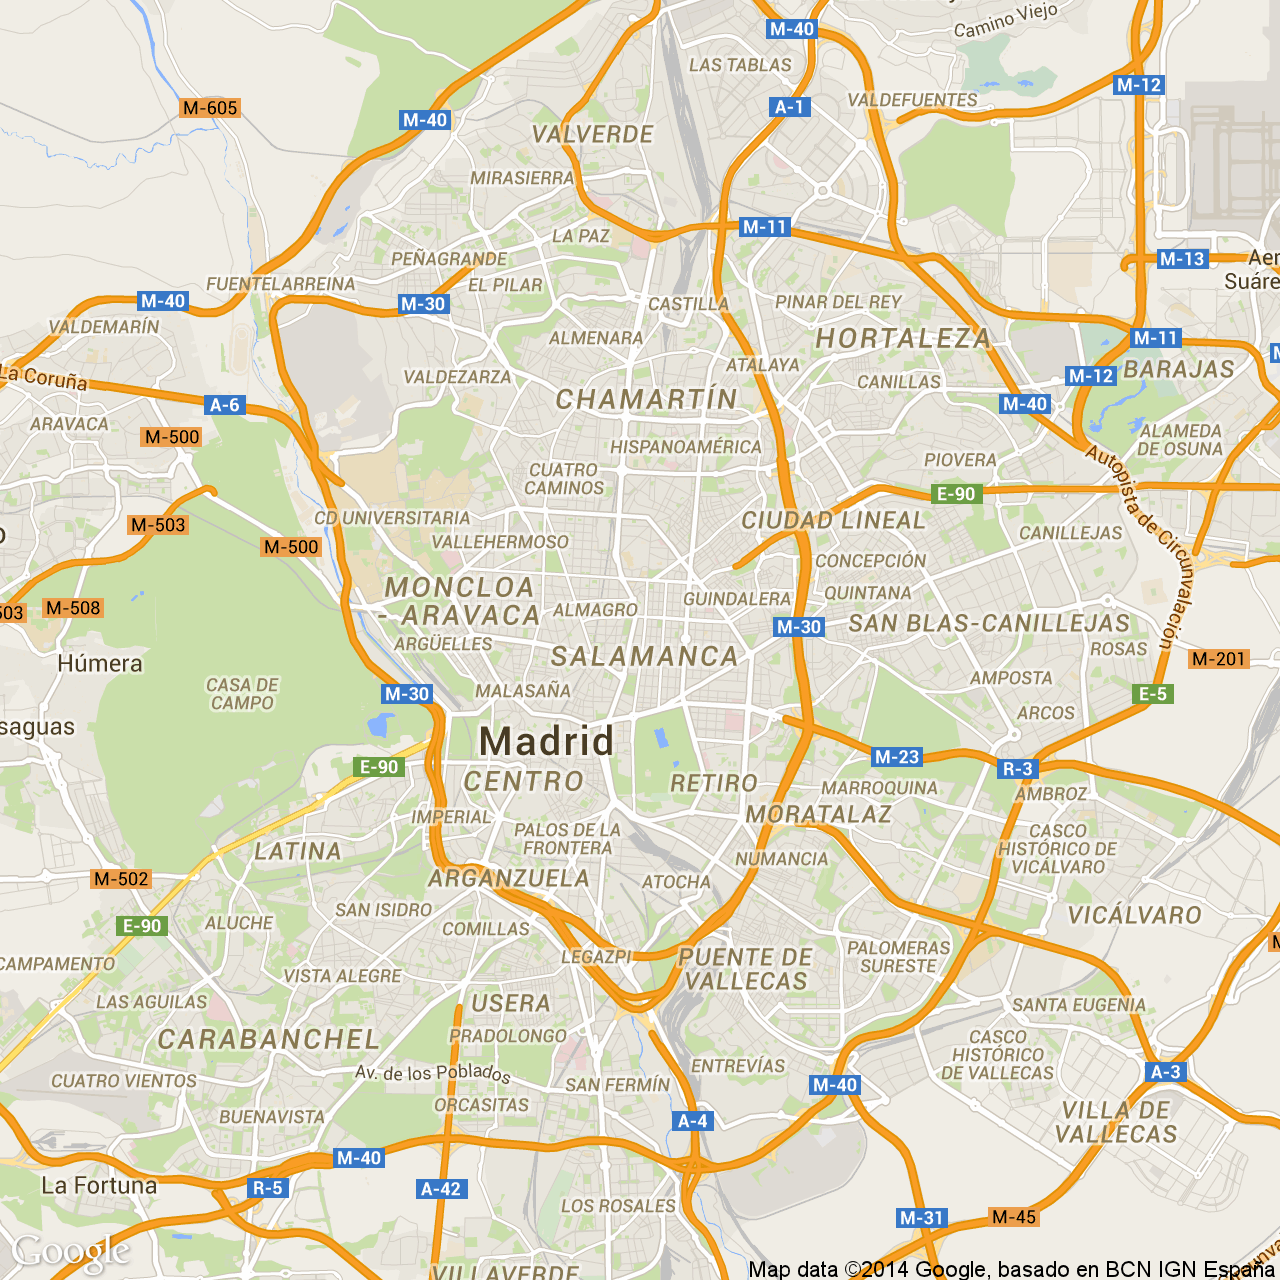 Camino Viejo
M-40
LAS TABLAS
M-12
VALDEFUENTES
M-605
A-1
M-40
VALVERDE
MIRASIERRA
M-11
LA PAZ
PEÑAGRANDE
M-13
Aer
Suáre
FUENTELARREINA
EL PILAR
M-40
M-30
CASTILLA
PINAR DEL REY
VALDEMARÍN
ALMENARA
HORTALEZA
M-11
ATALAYA
BARAJAS
La Coruña
VALDEZARZA
CANILLAS
M-12
A-6
CHAMARTÍN
M-40
ARAVACA
M-500
HISPANOAMÉRICA
ALAMEDA
DE OSUNA
PIOVERA
CUATRO
CAMINOS
E-90
Autopista de Circunvalación
M-503
CD UNIVERSITARIA
CIUDAD LINEAL
CANILLEJAS
M-500
VALLEHERMOSO
CONCEPCIÓN
MONCLOA
- ARAVACA
QUINTANA
GUINDALERA
503
M-508
ALMAGRO
M-30
SAN BLAS-CANILLEJAS
ARGÜELLES
ROSAS
Húmera
SALAMANCA
M-201
AMPOSTA
CASA DE
CAMPO
M-30
MALASAÑA
E-5
ARCOS
saguas
Madrid
M-23
E-90
CENTRO
RETIRO
R-3
MARROQUINA
AMBROZ
IMPERIAL
MORATALAZ
PALOS DE LA
FRONTERA
CASCO
HISTÓRICO DE
VICÁLVARO
LATINA
NUMANCIA
M-502
ARGANZUELA
ATOCHA
SAN ISIDRO
VICÁLVARO
E-90
ALUCHE
COMILLAS
LEGAZPI
PALOMERAS
SURESTE
CAMPAMENTO
PUENTE DE
VALLECAS
VISTA ALEGRE
LAS AGUILAS
USERA
SANTA EUGENIA
CARABANCHEL
PRADOLONGO
CASCO
HISTÓRICO
DE VALLECAS
ENTREVÍAS
A-3
CUATRO VIENTOS
Av. de los Poblados
SAN FERMÍN
M-40
ORCASITAS
BUENAVISTA
A-4
VILLA DE
VALLECAS
M-40
La Fortuna
R-5
A-42
LOS ROSALES
M-31
M-45
Google
VILLAVERDE
Map data ©2014 Google, basado en BCN IGN España